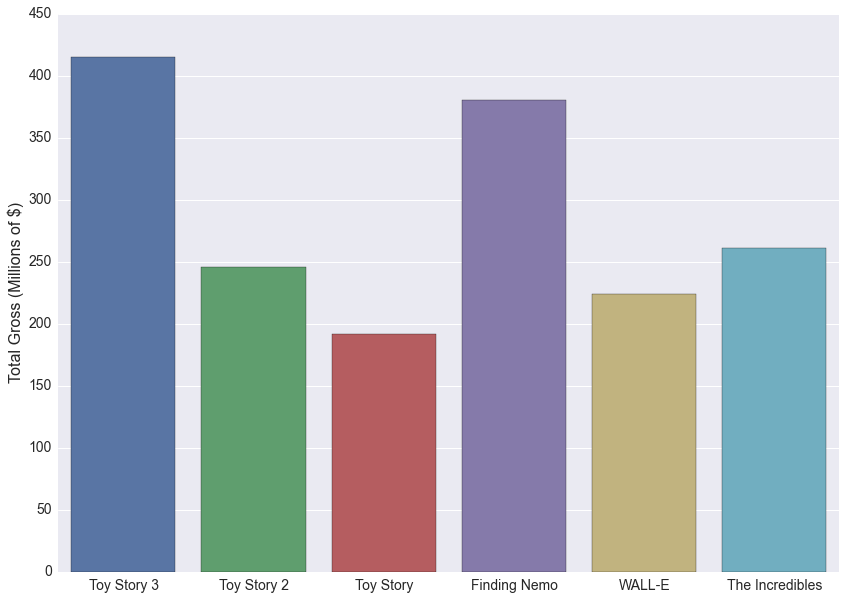 Total Gross (Millions of $)
450
400
350
300
250
200
150
100
50
0
Toy Story 3
Toy Story 2
Toy Story
Finding Nemo
WALL-E
The Incredibles